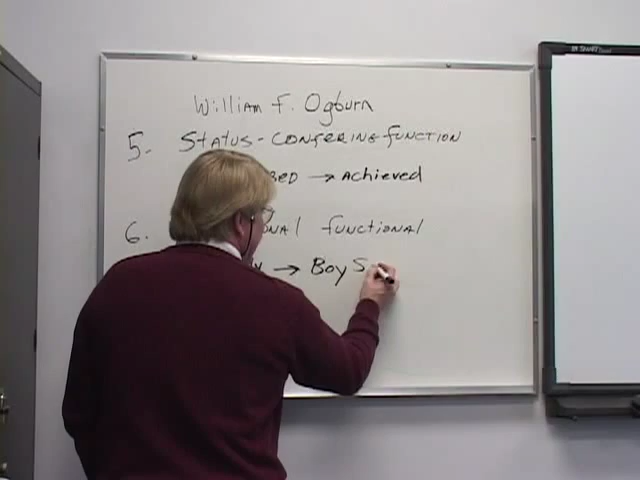 William F. Ogburn
5. Status-Conferring function
→ Achieved
6. functional
→ Boy S